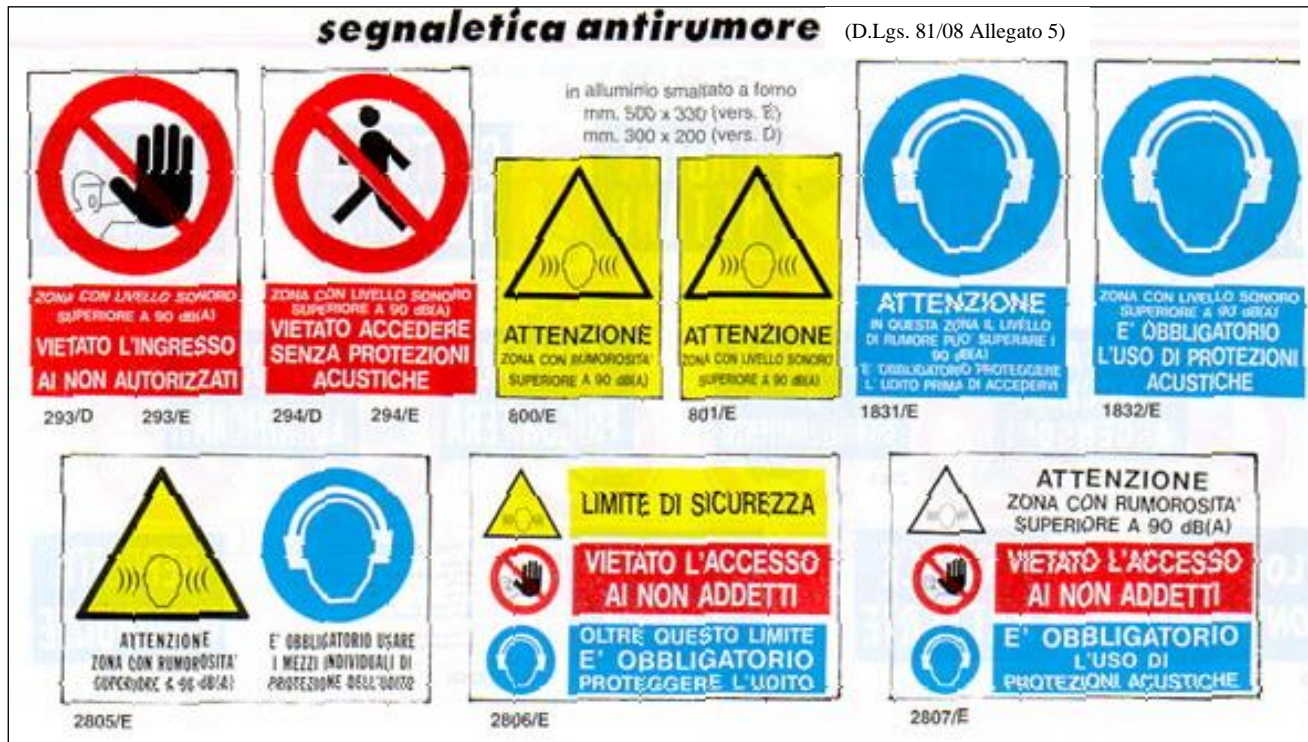 segnaletica antirumore (D.Lgs. 81/08 Allegato 5)
in alluminio smaltato a forno
mm. 500 x 330 (vers. E)
mm. 300 x 200 (vers. D)
ZONA CON LIVELLO SONORO
SUPERIORE A 90 dB(A)
VIETATO L'INGRESSO
AI NON AUTORIZZATI
293/D 293/E
ZONA CON LIVELLO SONORO
SUPERIORE A 90 dB(A)
VIETATO ACCEDERE
SENZA PROTEZIONI
ACUSTICHE
294/D 294/E
ATTENZIONE
ZONA CON RUMOROSITA'
SUPERIORE A 90 dB(A)
800/E
ATTENZIONE
ZONA CON LIVELLO SONORO
SUPERIORE A 90 dB(A)
801/E
ATTENZIONE
IN QUESTA ZONA IL LIVELLO
DI RUMORE PUO' SUPERARE I
90 dB(A)
E' OBBLIGATORIO PROTEGGERE
L' UDITO PRIMA DI ACCEDERVI
1831/E
ZONA CON LIVELLO SONORO
SUPERIORE A 90 dB(A)
E' OBBLIGATORIO
L'USO DI PROTEZIONI
ACUSTICHE
1832/E
ATTENZIONE
ZONA CON RUMOROSITA'
SUPERIORE A 90 dB(A)
E' OBBLIGATORIO USARE
I MEZZI INDIVIDUALI DI
PROTEZIONE DELL'UDITO
2805/E
LIMITE DI SICUREZZA
VIETATO L'ACCESSO
AI NON ADDETTI
OLTRE QUESTO LIMITE
E' OBBLIGATORIO
PROTEGGERE L'UDITO
2806/E
ATTENZIONE
ZONA CON RUMOROSITA'
SUPERIORE A 90 dB(A)
VIETATO L'ACCESSO
AI NON ADDETTI
E' OBBLIGATORIO
L'USO DI
PROTEZIONI ACUSTICHE
2807/E